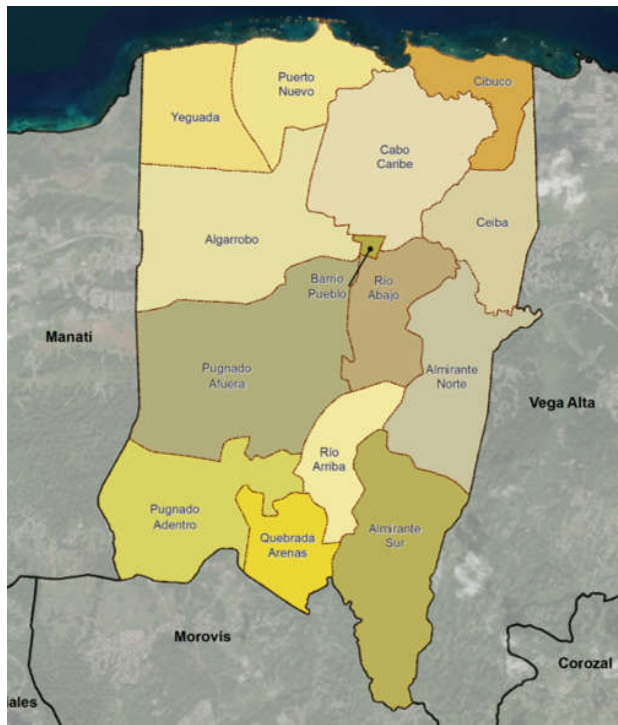 Cibuco
Puerto
Nuevo
Yeguada
Cabo
Caribe
Ceiba
Algarrobo
Barrio
Pueblo
Río
Abajo
Manatí
Pugnado
Afuera
Almirante
Norte
Vega Alta
Río
Arriba
Pugnado
Adentro
Quebrada
Arenas
Almirante
Sur
Morovis
Corozal
iales